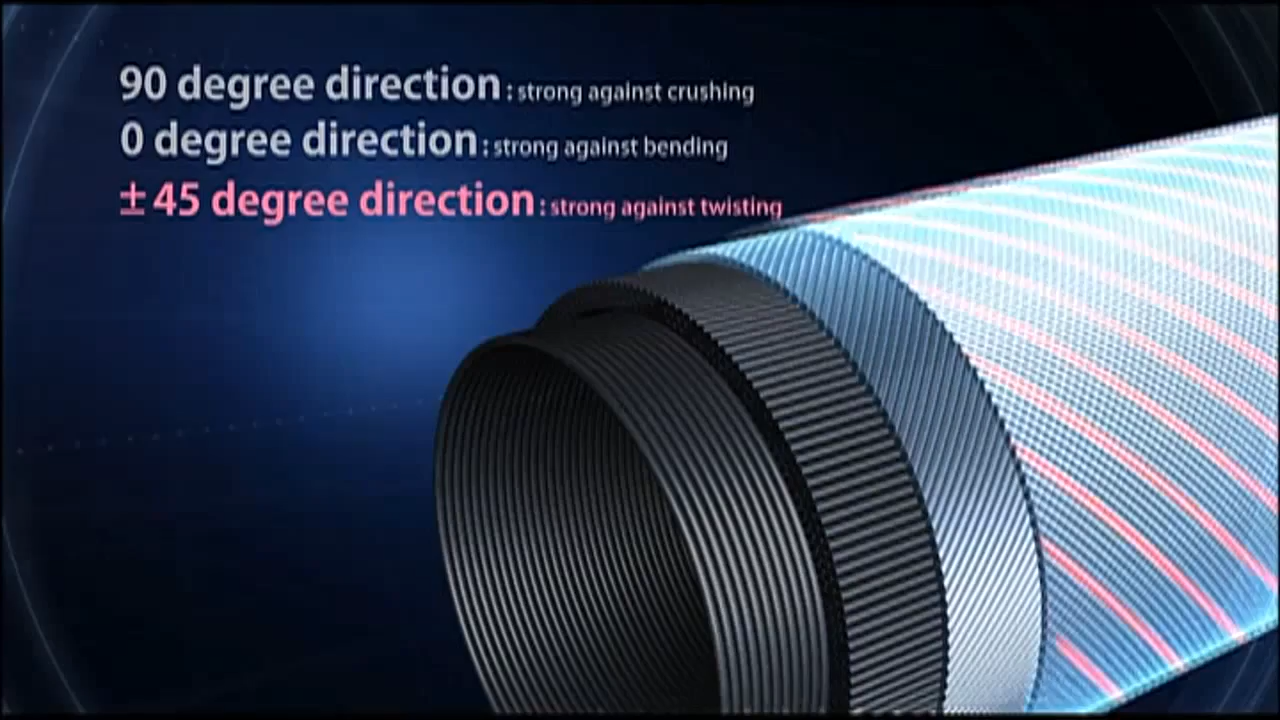 90 degree direction : strong against crushing
0 degree direction : strong against bending
±45 degree direction : strong against twisting